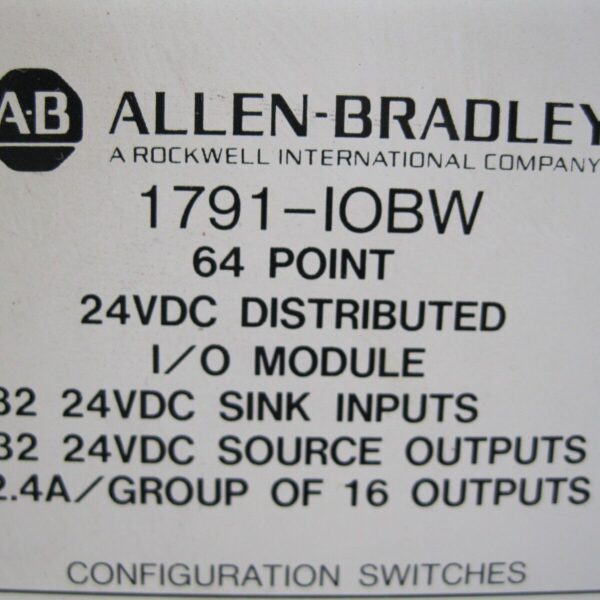 A-B ALLEN-BRADLEY
A ROCKWELL INTERNATIONAL COMPANY
1791-IOBW
64 POINT
24VDC DISTRIBUTED
I/O MODULE
32 24VDC SINK INPUTS
32 24VDC SOURCE OUTPUTS
2.4A/GROUP OF 16 OUTPUTS
CONFIGURATION SWITCHES